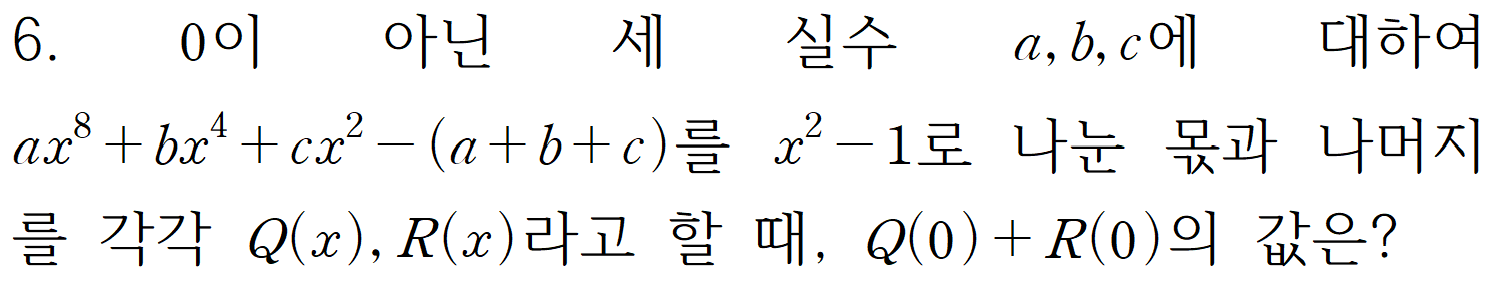 6. 0이 아닌 세 실수 a, b, c에 대하여
ax⁸+bx⁴+cx²-(a+b+c)를 x²-1로 나눈 몫과 나머지
를 각각 Q(x), R(x)라고 할 때, Q(0)+R(0)의 값은?